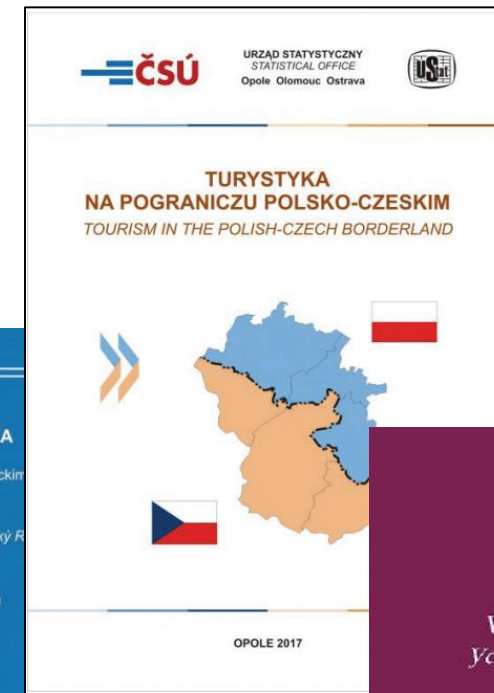 ČSÚ
URZĄD STATYSTYCZNY
STATISTICAL OFFICE
Opole Olomouc Ostrava
UStat
TURYSTYKA
NA POGRANICZU POLSKO-CZESKIM
TOURISM IN THE POLISH-CZECH BORDERLAND
OPOLE 2017
A